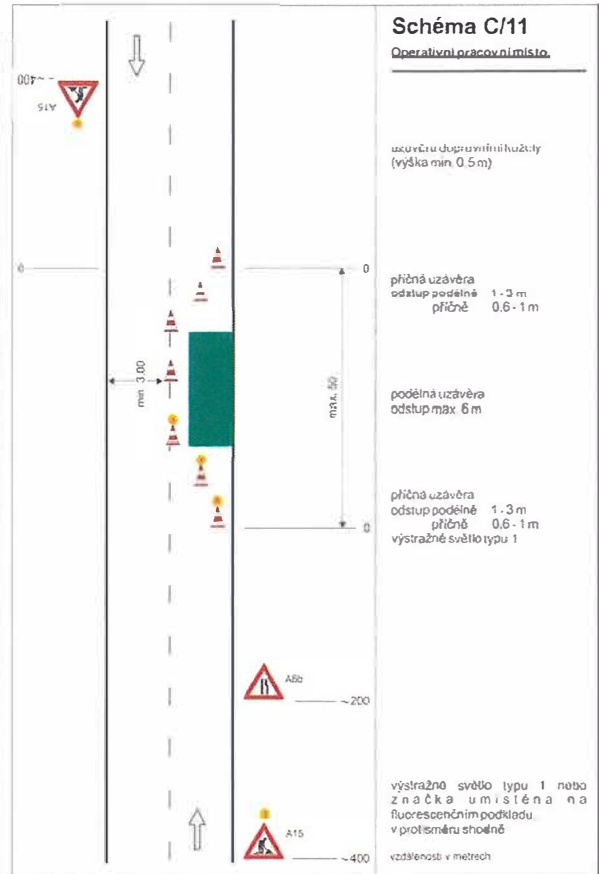 Schéma C/11
Operativní pracovní místo
~400
A15
uzávěra dopravními kužely
(výška min. 0.5 m)
0
0
příčná uzávěra
odstup podélně 1 - 3 m
příčně 0.6 - 1 m
min. 3.00
max. 50
podélná uzávěra
odstup max. 6 m
příčná uzávěra
odstup podélně 1 - 3 m
příčně 0.6 - 1 m
výstražné světlo typu 1
0
A6b
~200
výstražné světlo typu 1 nebo
značka umístěna na
fluorescenčním podkladu
v protisměru shodně
A15
~400
vzdálenosti v metrech